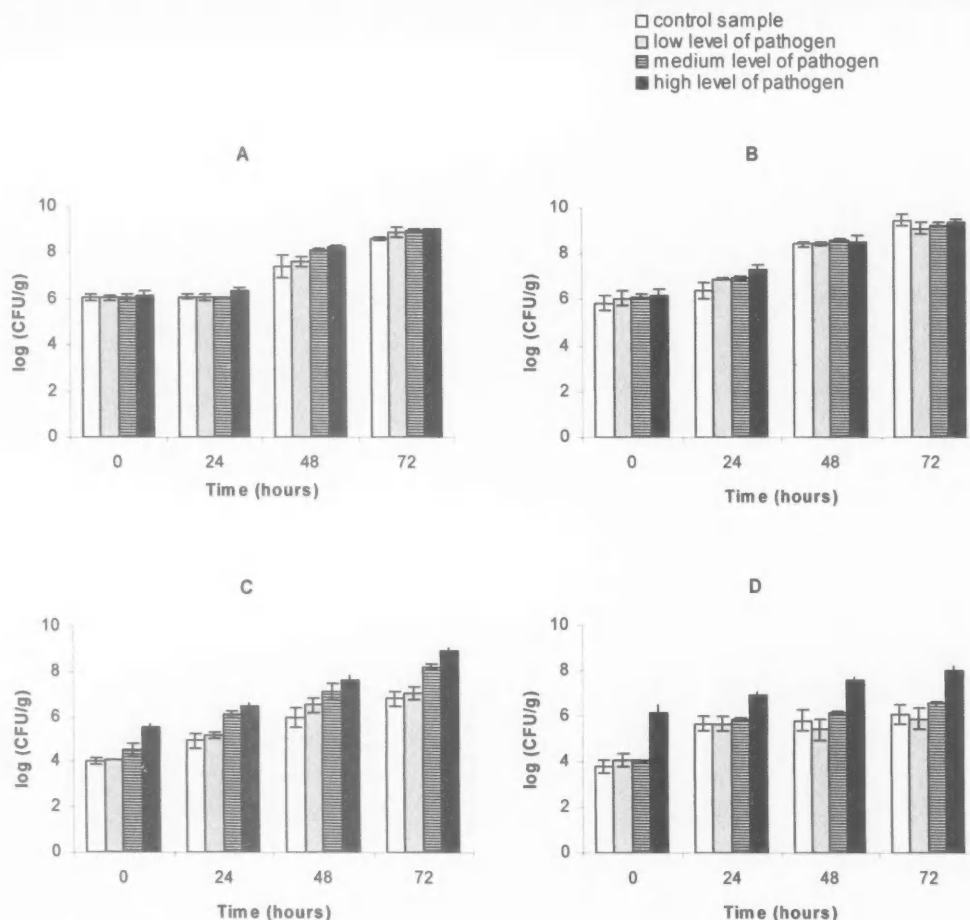 control sample
low level of pathogen
medium level of pathogen
high level of pathogen
A
10
8
6
4
2
0
log (CFU/g)
0 24 48 72
Time (hours)
B
10
8
6
4
2
0
log (CFU/g)
0 24 48 72
Time (hours)
C
10
8
6
4
2
0
log (CFU/g)
0 24 48 72
Time (hours)
D
10
8
6
4
2
0
log (CFU/g)
0 24 48 72
Time (hours)